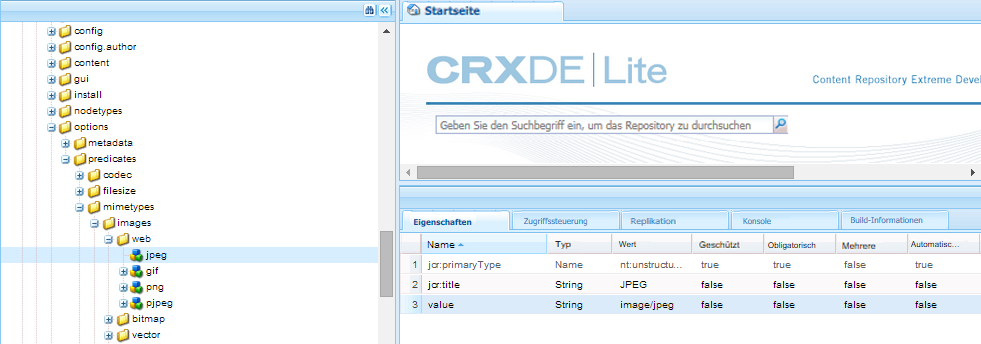 config
config.author
content
gui
install
nodetypes
options
metadata
predicates
codec
filesize
mimetypes
images
web
jpeg
gif
png
pjpeg
bitmap
vector
Startseite
CRXDE Lite
Content Repository Extreme Deve
Geben Sie den Suchbegriff ein, um das Repository zu durchsuchen
Eigenschaften Zugriffssteuerung Replikation Konsole Build-Informationen
Name Typ Wert Geschützt Obligatorisch Mehrere Automatisc...
1 jcr:primaryType Name nt:unstructu... true true false true
2 jcr:title String JPEG false false false false
3 value String image/jpeg false false false false